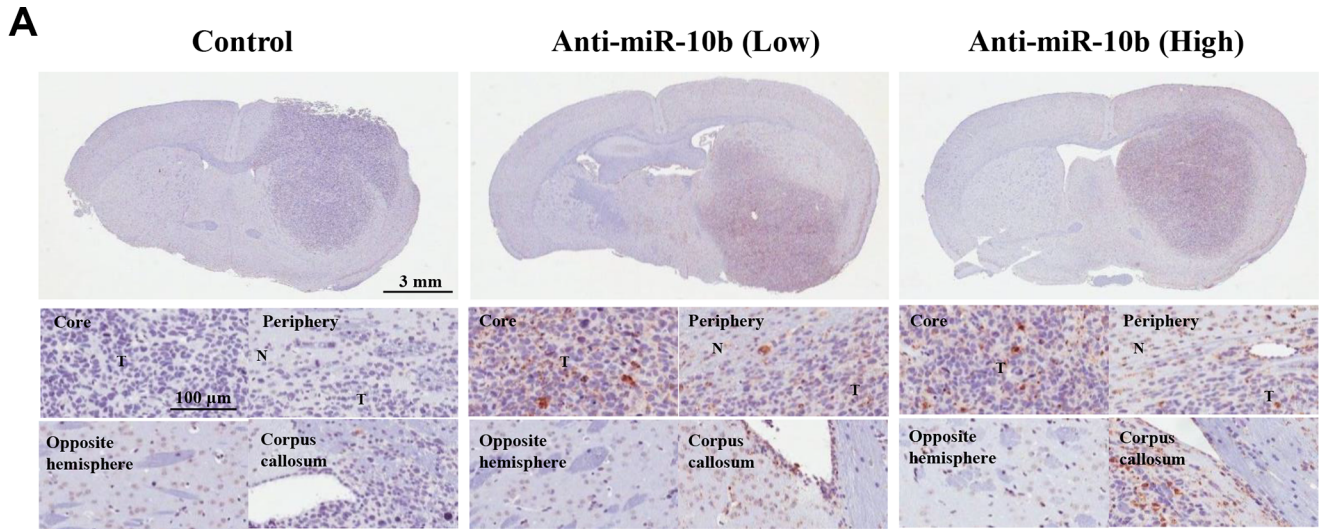 A
Control
Anti-miR-10b (Low)
Anti-miR-10b (High)
3 mm
Core
T
100 μm
Periphery
N
T
Core
T
Periphery
N
T
Core
T
Periphery
N
T
Opposite
hemisphere
Corpus
callosum
Opposite
hemisphere
Corpus
callosum
Opposite
hemisphere
Corpus
callosum